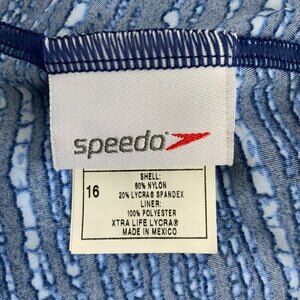 speedo
SHELL:
16
80% NYLON
20% LYCRA® SPANDEX
LINER:
100% POLYESTER
XTRA LIFE LYCRA®
MADE IN MEXICO